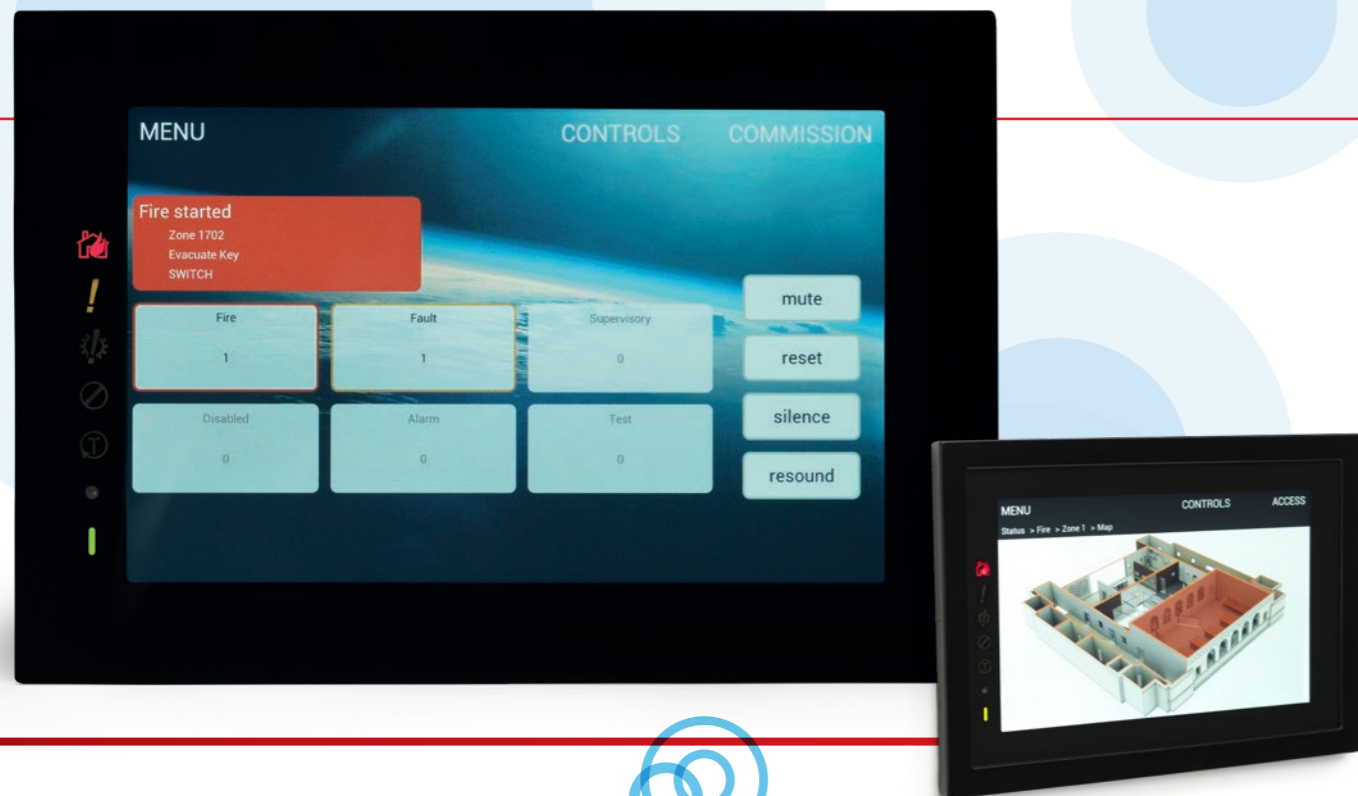 MENU
CONTROLS
COMMISSION
Fire started
Zone 1702
Evacuate Key
SWITCH
Fire
1
Fault
1
Supervisory
0
Disabled
0
Alarm
0
Test
0
mute
reset
silence
resound
T
MENU
CONTROLS
ACCESS
Status > Fire > Zone 1 > Map
T